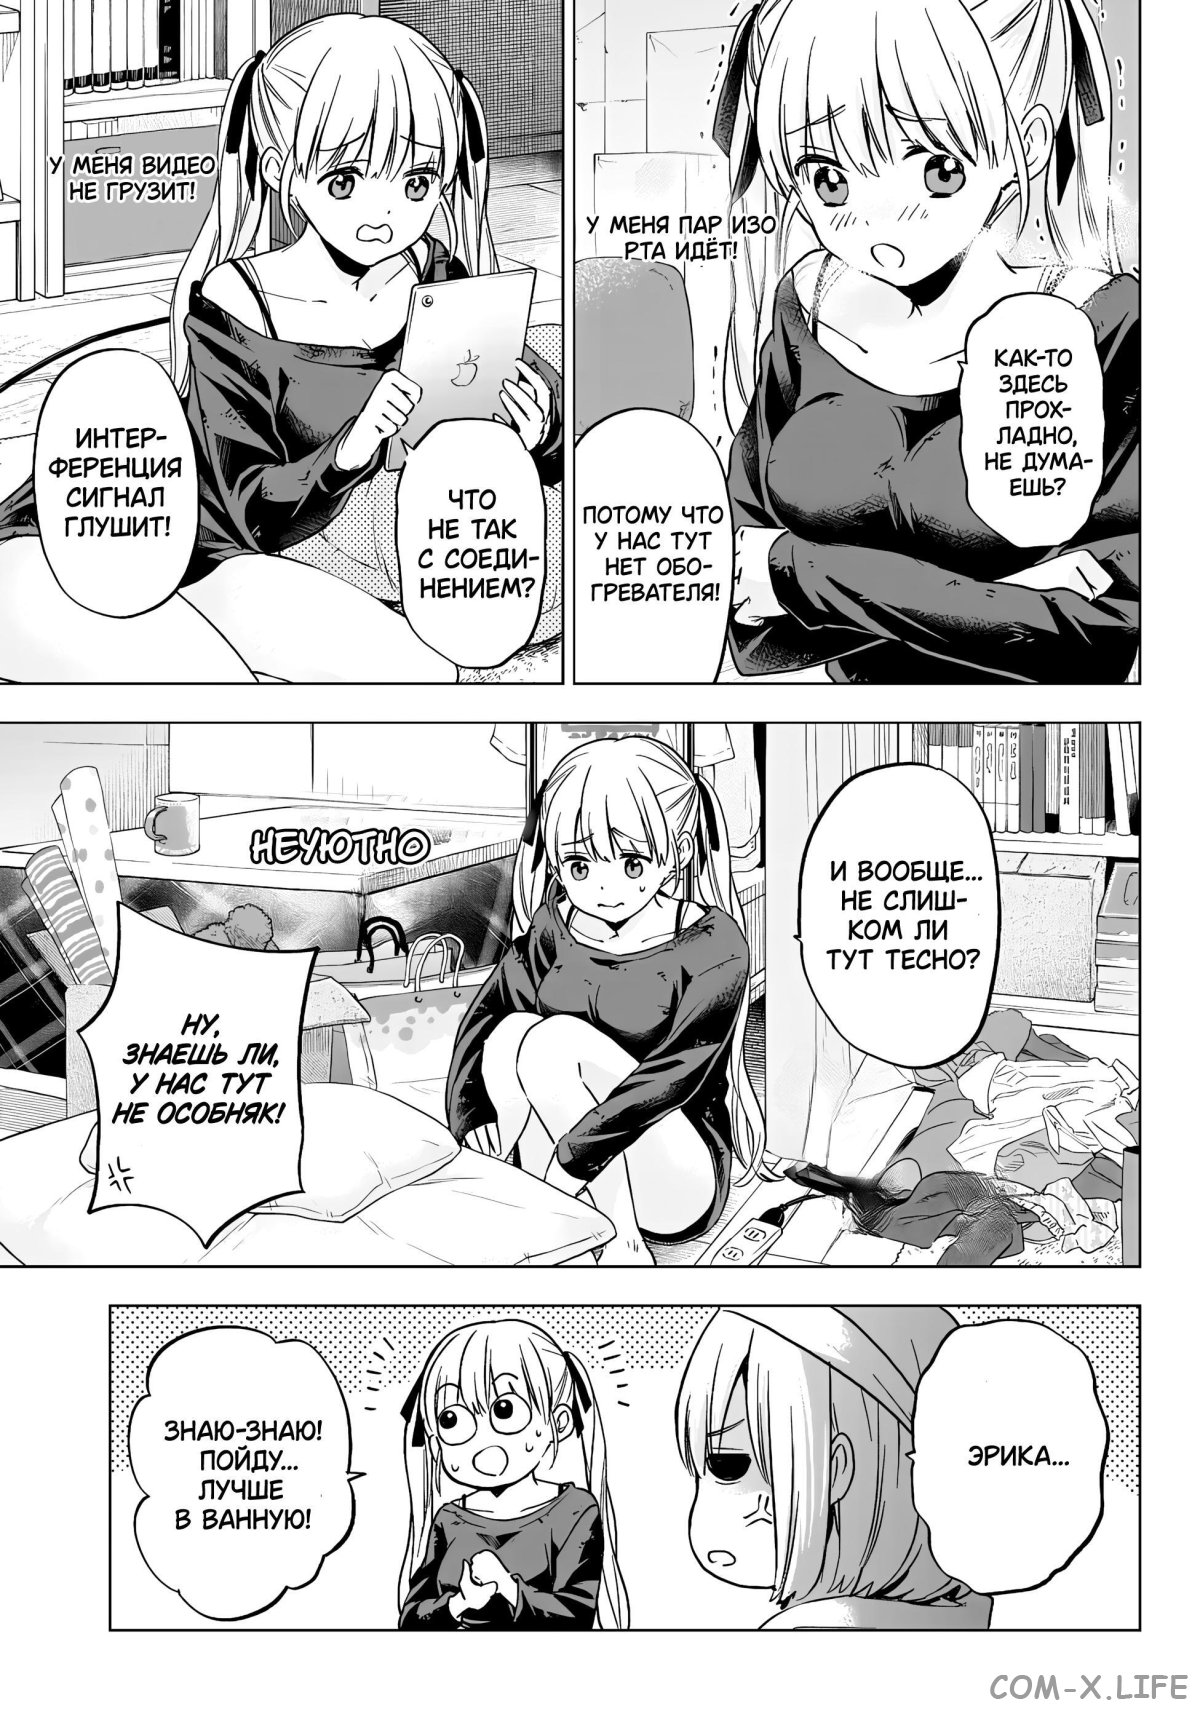 КАК-ТО
ЗДЕСЬ
ПРОХ-
ЛАДНО,
НЕ ДУМА-
ЕШЬ?
У МЕНЯ ПАР ИЗО
РТА ИДЁТ!
ПОТОМУ ЧТО
У НАС ТУТ
НЕТ ОБО-
ГРЕВАТЕЛЯ!
У МЕНЯ ВИДЕО
НЕ ГРУЗИТ!
ЧТО
НЕ ТАК
С СОЕДИ-
НЕНИЕМ?
ИНТЕР-
ФЕРЕНЦИЯ
СИГНАЛ
ГЛУШИТ!
И ВООБЩЕ...
НЕ СЛИШ-
КОМ ЛИ
ТУТ ТЕСНО?
НЕУЮТНО
НУ,
ЗНАЕШЬ ЛИ,
У НАС ТУТ
НЕ ОСОБНЯК!
ЭРИКА...
ЗНАЮ-ЗНАЮ!
ПОЙДУ...
ЛУЧШЕ
В ВАННУЮ!
COM-X.LIFE